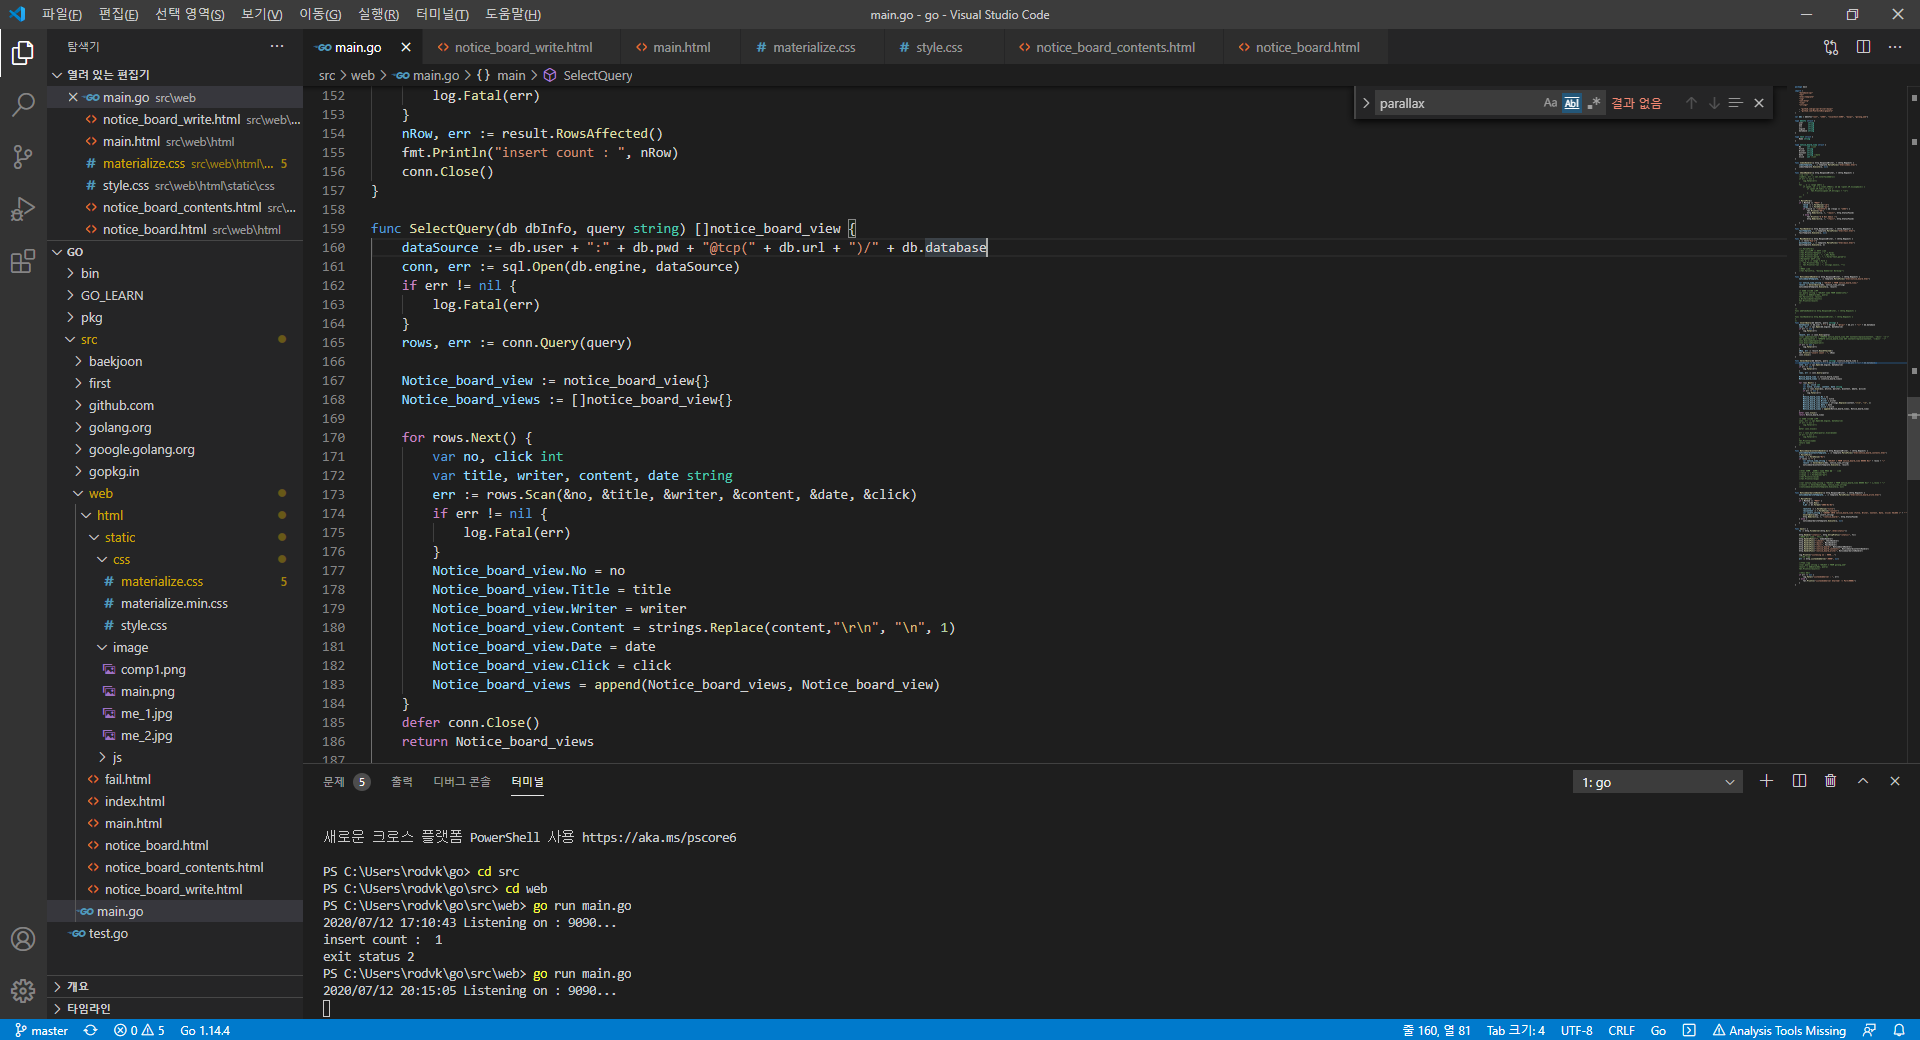 파일(F) 편집(E) 선택 영역(S) 보기(V) 이동(G) 실행(R) 터미널(T) 도움말(H)
main.go - go - Visual Studio Code
탐색기
열려 있는 편집기
main.go src\web
notice_board_write.html src\web\...
main.html src\web\html
materialize.css src\web\html\... 5
style.css src\web\html\static\css
notice_board_contents.html src\...
notice_board.html src\web\html
GO
bin
GO_LEARN
pkg
src
baekjoon
first
github.com
golang.org
google.golang.org
gopkg.in
web
html
static
css
materialize.css 5
materialize.min.css
style.css
image
comp1.png
main.png
me_1.jpg
me_2.jpg
js
fail.html
index.html
main.html
notice_board.html
notice_board_contents.html
notice_board_write.html
main.go
test.go
개요
타임라인
main.go notice_board_write.html main.html materialize.css style.css notice_board_contents.html notice_board.html
src > web > main.go > {} main > SelectQuery
parallax Aa Abl .* 결과 없음
152 log.Fatal(err)
153 }
154 nRow, err := result.RowsAffected()
155 fmt.Println("insert count : ", nRow)
156 conn.Close()
157 }
158
159 func SelectQuery(db dbInfo, query string) []notice_board_view {
160 dataSource := db.user + ":" + db.pwd + "@tcp(" + db.url + ")/" + db.database
161 conn, err := sql.Open(db.engine, dataSource)
162 if err != nil {
163 log.Fatal(err)
164 }
165 rows, err := conn.Query(query)
166
167 Notice_board_view := notice_board_view{}
168 Notice_board_views := []notice_board_view{}
169
170 for rows.Next() {
171 var no, click int
172 var title, writer, content, date string
173 err := rows.Scan(&no, &title, &writer, &content, &date, &click)
174 if err != nil {
175 log.Fatal(err)
176 }
177 Notice_board_view.No = no
178 Notice_board_view.Title = title
179 Notice_board_view.Writer = writer
180 Notice_board_view.Content = strings.Replace(content,"\r\n", "\n", 1)
181 Notice_board_view.Date = date
182 Notice_board_view.Click = click
183 Notice_board_views = append(Notice_board_views, Notice_board_view)
184 }
185 defer conn.Close()
186 return Notice_board_views
187
문제 5 출력 디버그 콘솔 터미널
1: go
새로운 크로스 플랫폼 PowerShell 사용 https://aka.ms/pscore6
PS C:\Users\rodvk\go> cd src
PS C:\Users\rodvk\go\src> cd web
PS C:\Users\rodvk\go\src\web> go run main.go
2020/07/12 17:10:43 Listening on : 9090...
insert count :  1
exit status 2
PS C:\Users\rodvk\go\src\web> go run main.go
2020/07/12 20:15:05 Listening on : 9090...
master 0 5 Go 1.14.4
줄 160, 열 81 Tab 크기: 4 UTF-8 CRLF Go Analysis Tools Missing